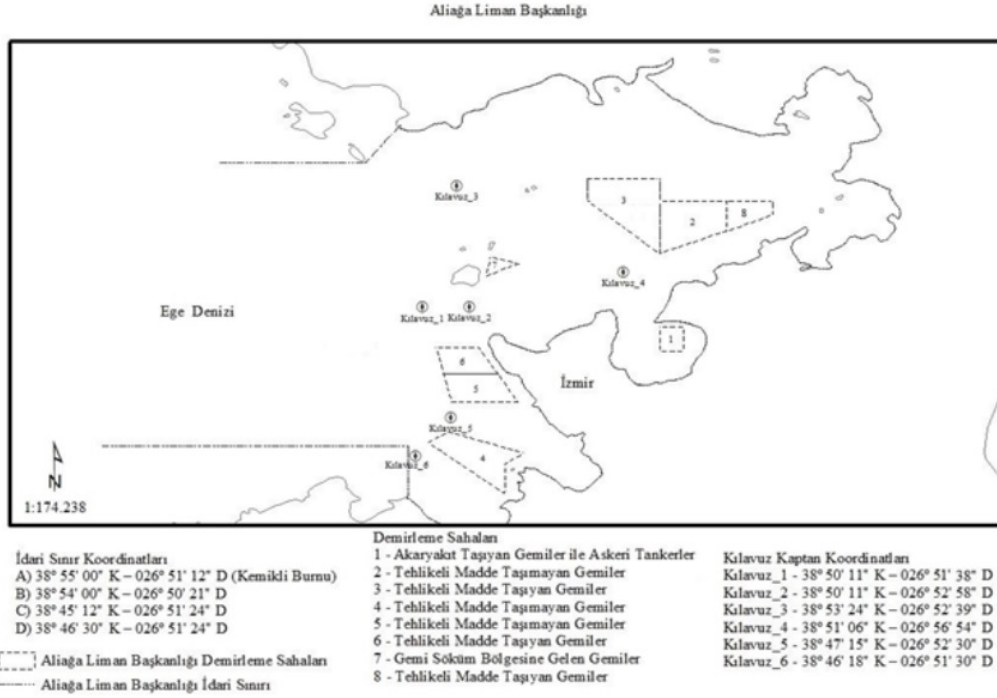 Aliağa Liman Başkanlığı
Kılavuz_3
3
2
8
7
Kılavuz_4
Ege Denizi
Kılavuz_1 Kılavuz_2
1
6
İzmir
5
Kılavuz_5
4
Kılavuz_6
N
1:174.238
İdari Sınır Koordinatları
A) 38° 55' 00" K – 026° 51' 12" D (Kemikli Burnu)
B) 38° 54' 00" K – 026° 50' 21" D
C) 38° 45' 12" K – 026° 51' 24" D
D) 38° 46' 30" K – 026° 51' 24" D
Aliağa Liman Başkanlığı Demirleme Sahaları
Aliağa Liman Başkanlığı İdari Sınırı
Demirleme Sahaları
1 - Akaryakıt Taşıyan Gemiler ile Askeri Tankerler
2 - Tehlikeli Madde Taşımayan Gemiler
3 - Tehlikeli Madde Taşıyan Gemiler
4 - Tehlikeli Madde Taşımayan Gemiler
5 - Tehlikeli Madde Taşımayan Gemiler
6 - Tehlikeli Madde Taşıyan Gemiler
7 - Gemi Söküm Bölgesine Gelen Gemiler
8 - Tehlikeli Madde Taşıyan Gemiler
Kılavuz Kaptan Koordinatları
Kılavuz_1 - 38° 50' 11" K – 026° 51' 38" D
Kılavuz_2 - 38° 50' 11" K – 026° 52' 58" D
Kılavuz_3 - 38° 53' 24" K – 026° 52' 39" D
Kılavuz_4 - 38° 51' 06" K – 026° 56' 54" D
Kılavuz_5 - 38° 47' 15" K – 026° 52' 30" D
Kılavuz_6 - 38° 46' 18" K – 026° 51' 30" D